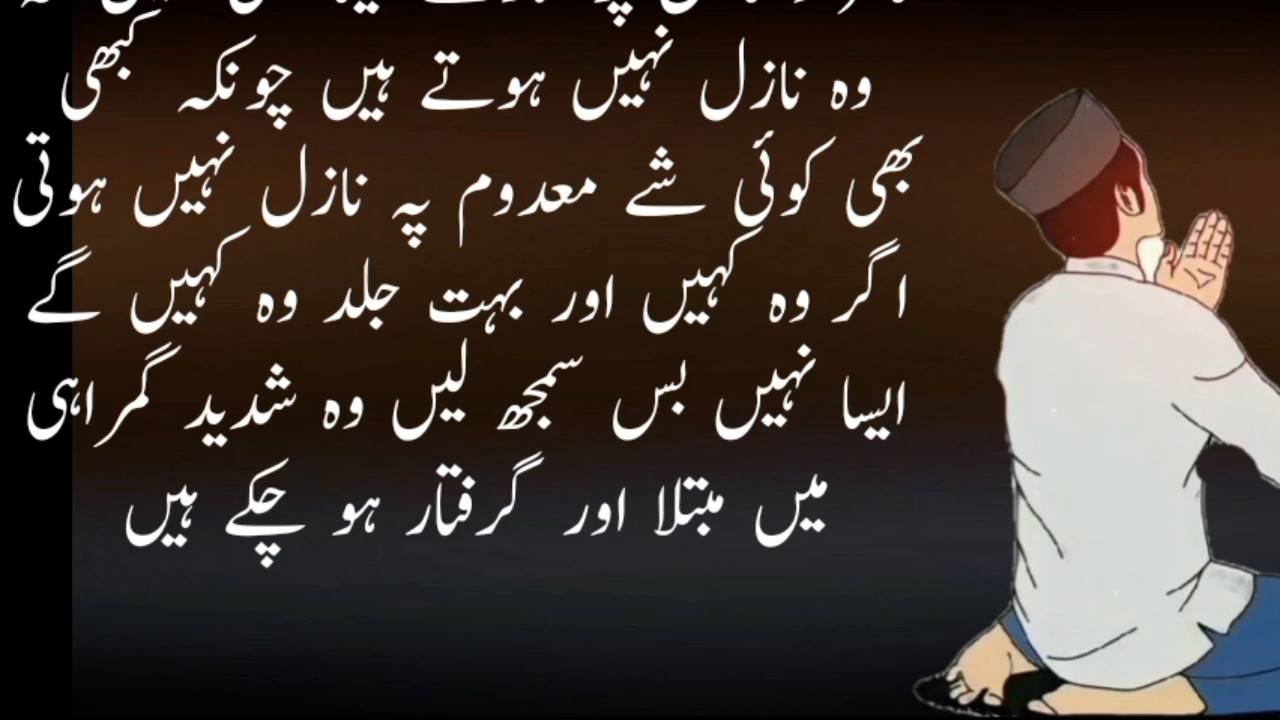 وہ نازل نہیں ہوتے ہیں چونکہ کبھی
بھی کوئی شے معدوم پہ نازل نہیں ہوتی
اگر وہ کہیں اور بہت جلد وہ کہیں گے
ایسا نہیں بس سمجھ لیں وہ شدید گمراہی
میں مبتلا اور گرفتار ہو چکے ہیں